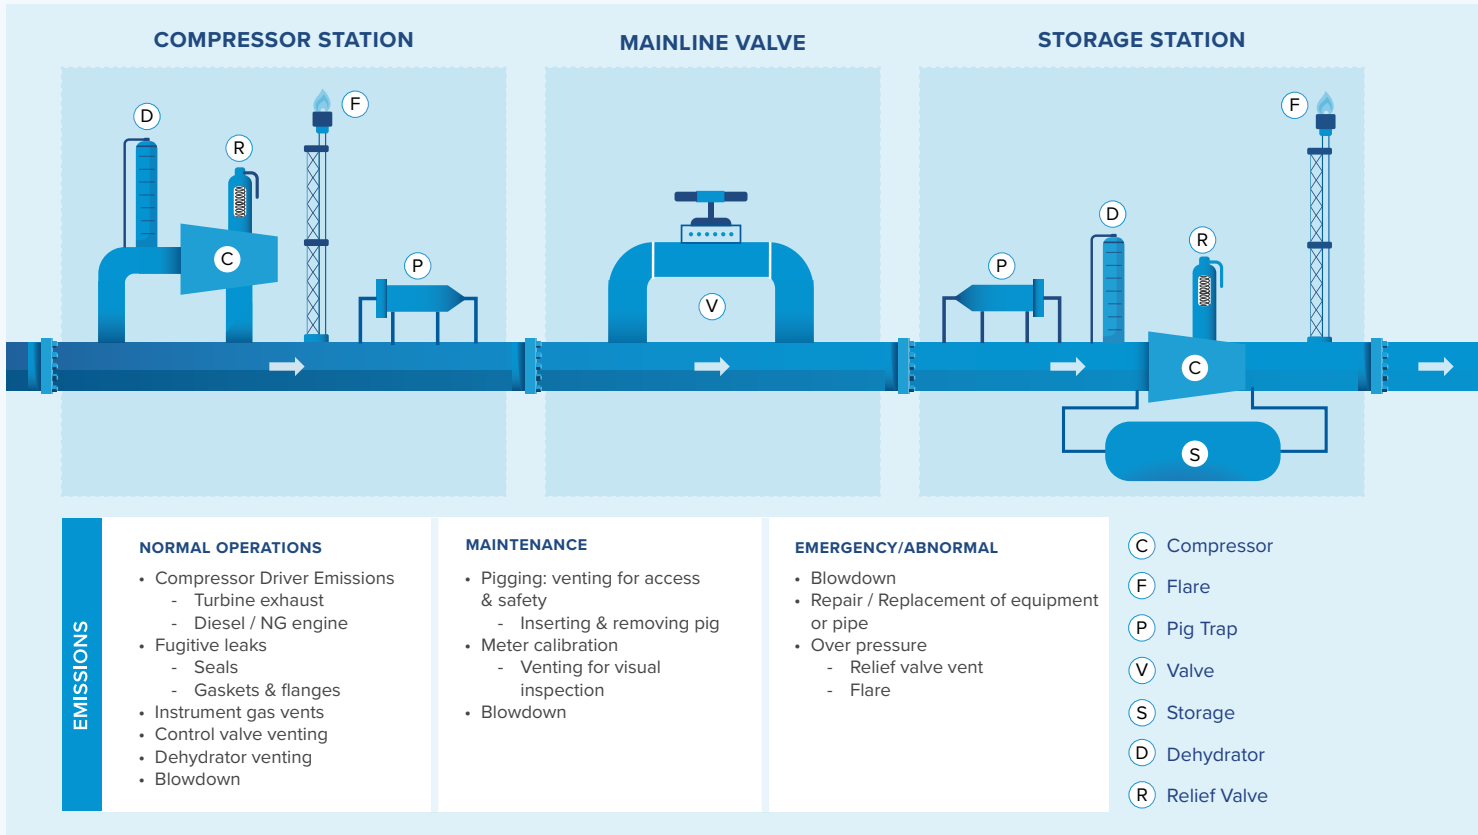 COMPRESSOR STATION
MAINLINE VALVE
STORAGE STATION
D
R
F
C
P
V
P
D
R
F
C
S
EMISSIONS
NORMAL OPERATIONS
• Compressor Driver Emissions
- Turbine exhaust
- Diesel / NG engine
• Fugitive leaks
- Seals
- Gaskets & flanges
• Instrument gas vents
• Control valve venting
• Dehydrator venting
• Blowdown
MAINTENANCE
• Pigging: venting for access
& safety
- Inserting & removing pig
• Meter calibration
- Venting for visual
inspection
• Blowdown
EMERGENCY/ABNORMAL
• Blowdown
• Repair / Replacement of equipment
or pipe
• Over pressure
- Relief valve vent
- Flare
C Compressor
F Flare
P Pig Trap
V Valve
S Storage
D Dehydrator
R Relief Valve